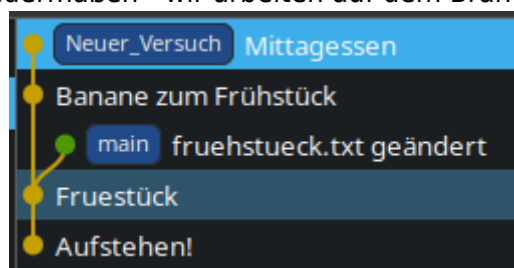 Neuer_Versuch Mittagessen
Banane zum Frühstück
main fruehstueck.txt geändert
Fruestück
Aufstehen!